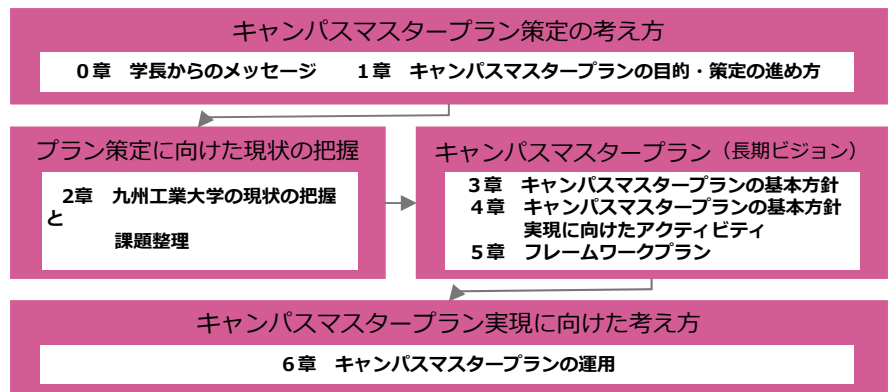 キャンパスマスタープラン策定の考え方
０章　学長からのメッセージ　　１章　キャンパスマスタープランの目的・策定の進め方
プラン策定に向けた現状の把握
2章　九州工業大学の現状の把握
と
課題整理
キャンパスマスタープラン（長期ビジョン）
３章　キャンパスマスタープランの基本方針
４章　キャンパスマスタープランの基本方針
実現に向けたアクティビティ
５章　フレームワークプラン
キャンパスマスタープラン実現に向けた考え方
６章　キャンパスマスタープランの運用